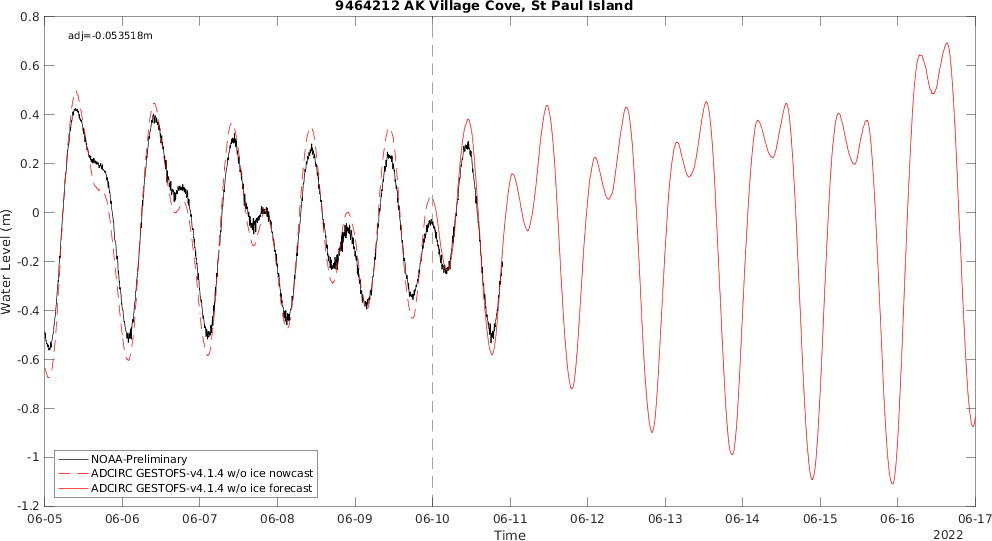 9464212 AK Village Cove, St Paul Island
adj=-0.053518m
0.8
0.6
0.4
0.2
0
-0.2
-0.4
-0.6
-0.8
-1
-1.2
Water Level (m)
NOAA-Preliminary
ADCIRC GESTOFS-v4.1.4 w/o ice nowcast
ADCIRC GESTOFS-v4.1.4 w/o ice forecast
06-05 06-06 06-07 06-08 06-09 06-10 06-11 06-12 06-13 06-14 06-15 06-16 06-17
Time
2022